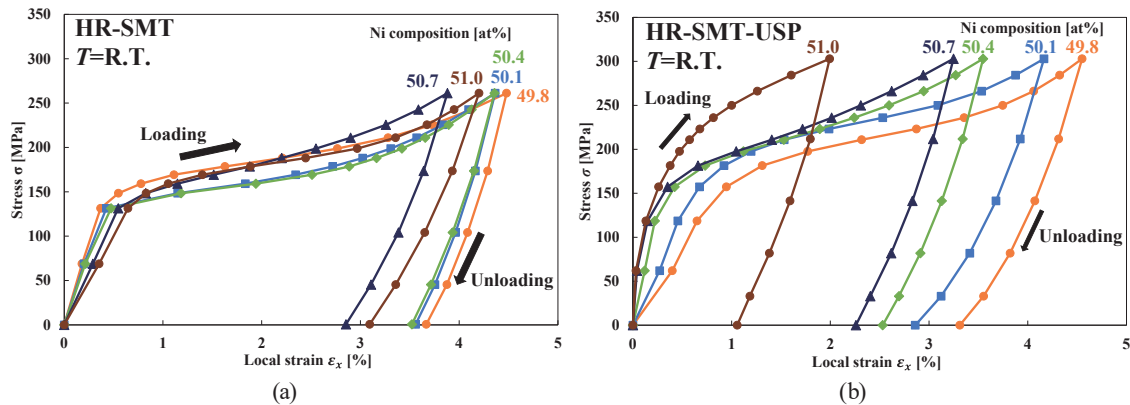 HR-SMT
T=R.T.
Ni composition [at%]
50.4
50.7
51.0
50.1
49.8
Loading
Unloading
350
300
250
200
150
100
50
0
Stress σ [MPa]
0
1
2
3
4
5
Local strain εx [%]
(a)
HR-SMT-USP
T=R.T.
Ni composition [at%]
51.0
50.7
50.4
50.1
49.8
Loading
Unloading
350
300
250
200
150
100
50
0
Stress σ [MPa]
0
1
2
3
4
5
Local strain εx [%]
(b)